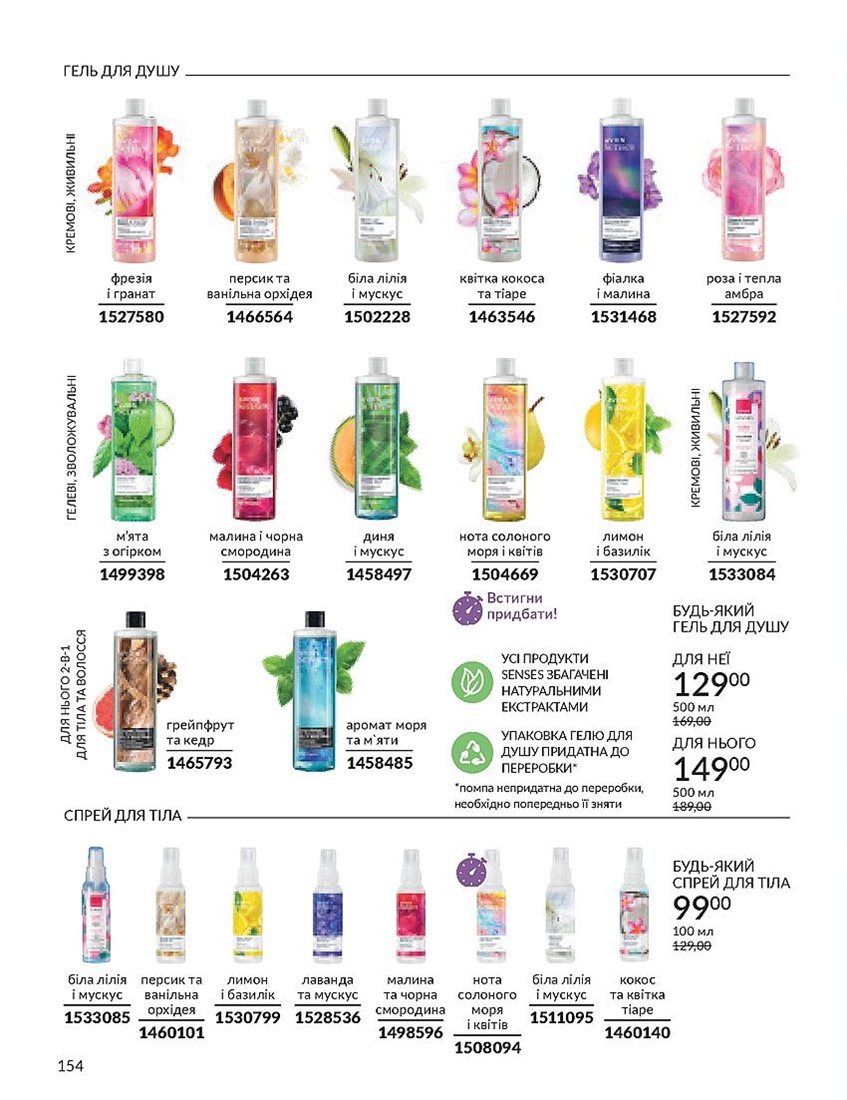 ГЕЛЬ ДЛЯ ДУШУ
КРЕМОВІ, ЖИВИЛЬНІ
фрезія
і гранат
1527580
персик та
ванільна орхідея
1466564
біла лілія
і мускус
1502228
квітка кокоса
та тіаре
1463546
фіалка
і малина
1531468
роза і тепла
амбра
1527592
ГЕЛЕВІ, ЗВОЛОЖУВАЛЬНІ
м'ята
з огірком
1499398
малина і чорна
смородина
1504263
диня
і мускус
1458497
нота солоного
моря і квітів
1504669
лимон
і базилік
1530707
КРЕМОВІ, ЖИВИЛЬНІ
біла лілія
і мускус
1533084
ДЛЯ НЬОГО 2-В-1
ДЛЯ ТІЛА ТА ВОЛОССЯ
грейпфрут
та кедр
1465793
аромат моря
та м`яти
1458485
Встигни
придбати!
УСІ ПРОДУКТИ
SENSES ЗБАГАЧЕНІ
НАТУРАЛЬНИМИ
ЕКСТРАКТАМИ
УПАКОВКА ГЕЛЮ ДЛЯ
ДУШУ ПРИДАТНА ДО
ПЕРЕРОБКИ*
*помпа непридатна до переробки,
необхідно попередньо її зняти
БУДЬ-ЯКИЙ
ГЕЛЬ ДЛЯ ДУШУ
ДЛЯ НЕЇ
129⁰⁰
500 мл
169,00
ДЛЯ НЬОГО
149⁰⁰
500 мл
189,00
СПРЕЙ ДЛЯ ТІЛА
біла лілія
і мускус
1533085
персик та
ванільна
орхідея
1460101
лимон
і базилік
1530799
лаванда
та мускус
1528536
малина
та чорна
смородина
1498596
нота
солоного
моря
і квітів
1508094
біла лілія
і мускус
1511095
кокос
та квітка
тіаре
1460140
БУДЬ-ЯКИЙ
СПРЕЙ ДЛЯ ТІЛА
99⁰⁰
100 мл
129,00
154